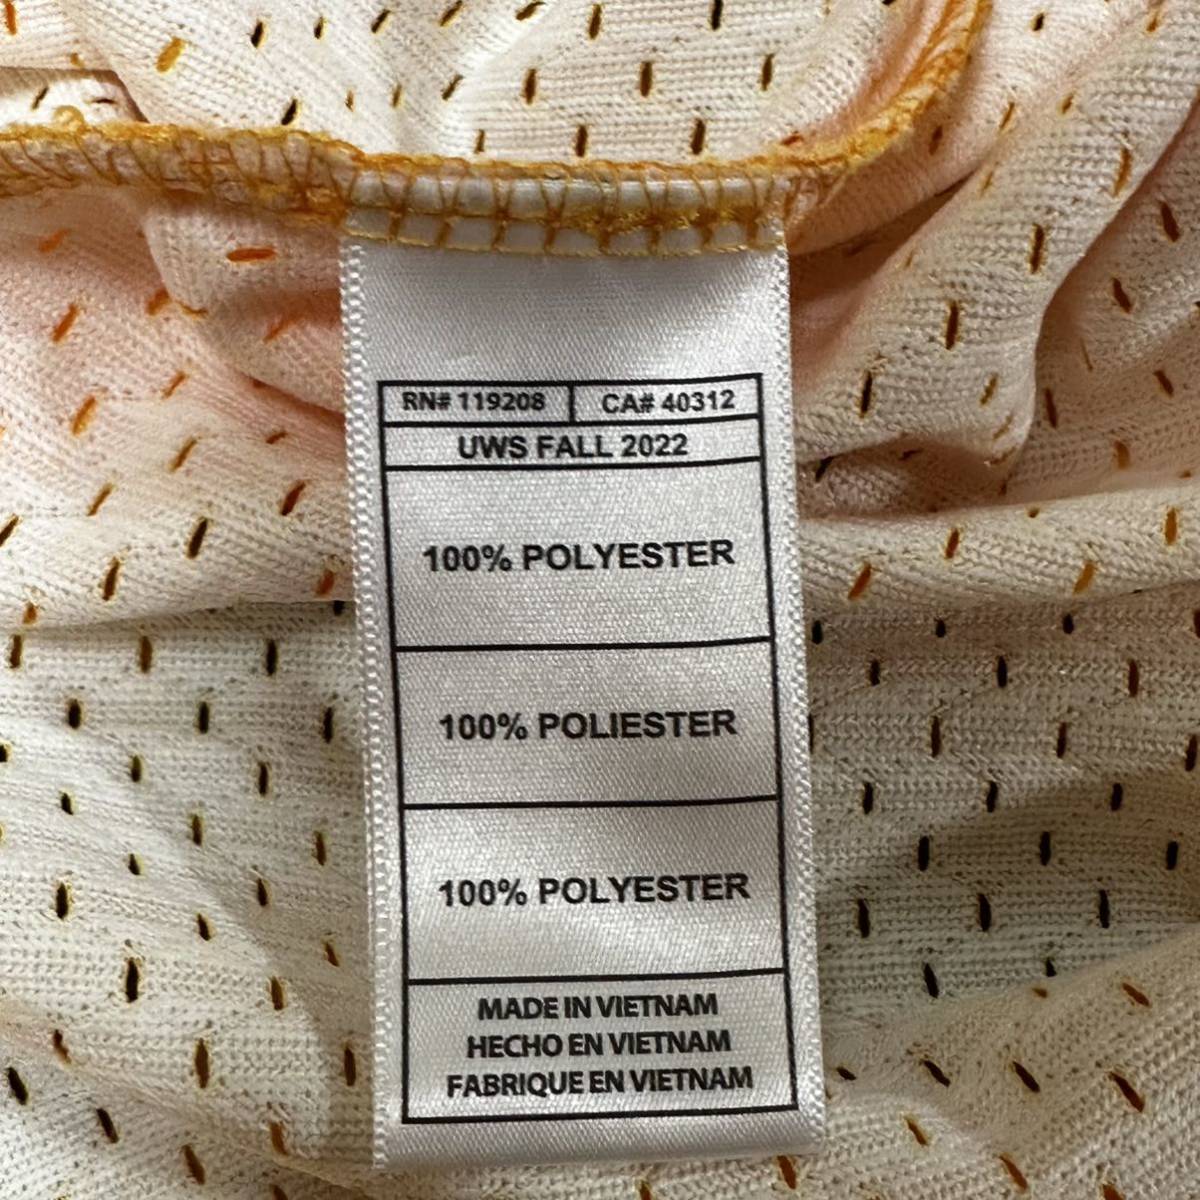 RN# 119208 CA# 40312
UWS FALL 2022
100% POLYESTER
100% POLIESTER
100% POLYESTER
MADE IN VIETNAM
HECHO EN VIETNAM
FABRIQUE EN VIETNAM